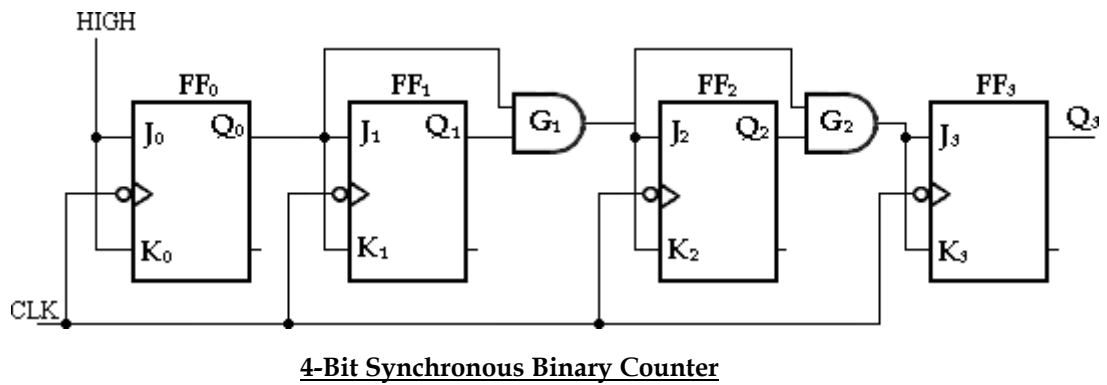 HIGH
FF₀ FF₁ FF₂ FF₃
J₀ Q₀ J₁ Q₁ G₁ J₂ Q₂ G₂ J₃ Q₃
K₀ K₁ K₂ K₃
CLK
4-Bit Synchronous Binary Counter